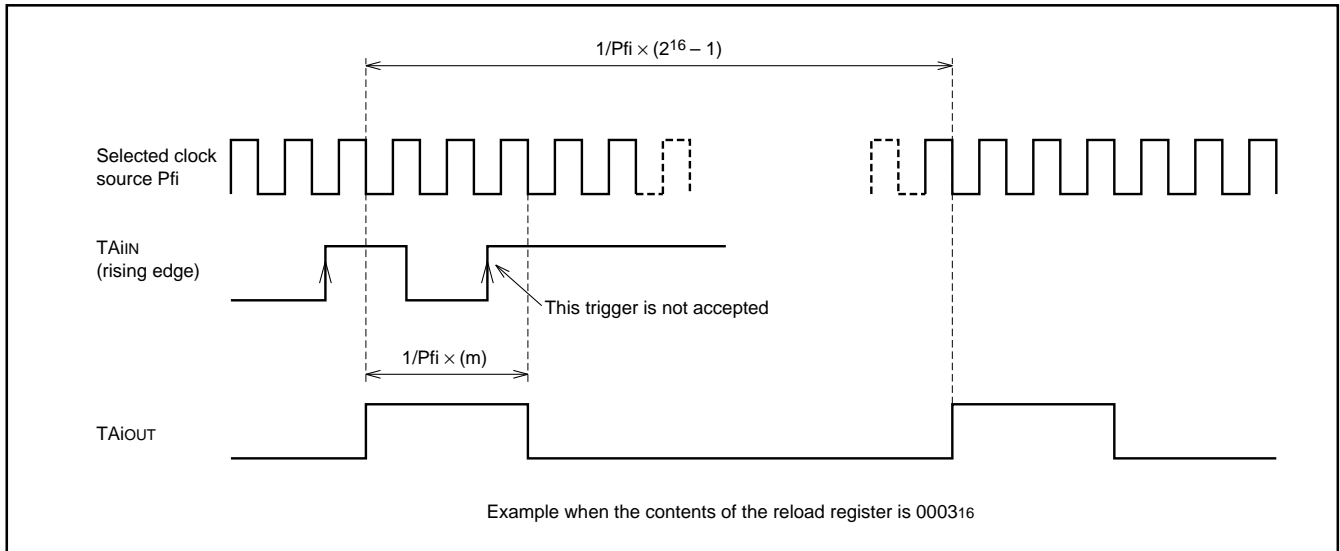 1/Pfi × (2¹⁶ – 1)
Selected clock
source Pfi
TAiIN
(rising edge)
This trigger is not accepted
1/Pfi × (m)
TAiOUT
Example when the contents of the reload register is 0003₁₆